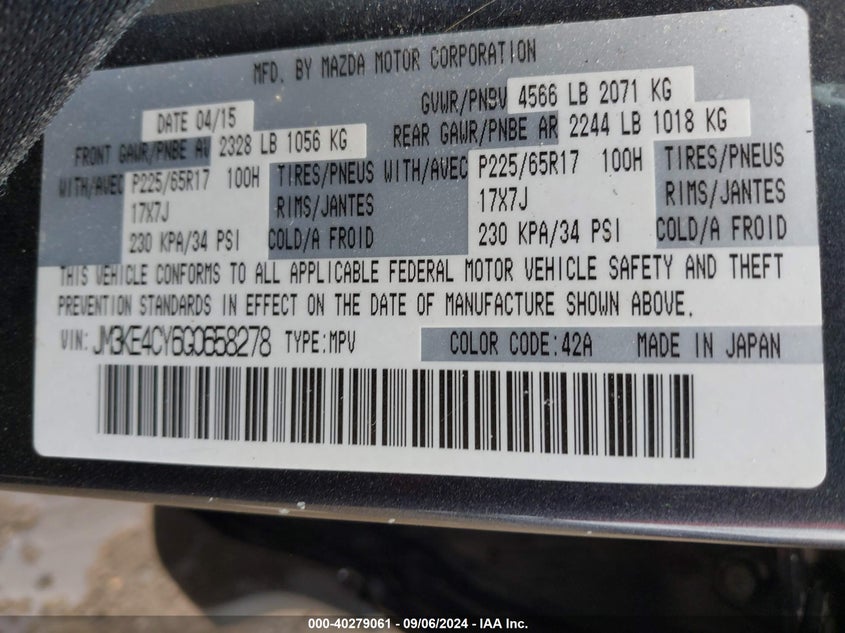 MFD. BY MAZDA MOTOR CORPORATION
DATE 04/15 GVWR/PNBV 4566 LB 2071 KG
FRONT GAWR/PNBE AV 2328 LB 1056 KG REAR GAWR/PNBE AR 2244 LB 1018 KG
WITH/AVEC P225/65R17 100H TIRES/PNEUS WITH/AVEC P225/65R17 100H TIRES/PNEUS
17X7J RIMS/JANTES 17X7J RIMS/JANTES
230 KPA/34 PSI COLD/A FROID 230 KPA/34 PSI COLD/A FROID
THIS VEHICLE CONFORMS TO ALL APPLICABLE FEDERAL MOTOR VEHICLE SAFETY AND THEFT
PREVENTION STANDARDS IN EFFECT ON THE DATE OF MANUFACTURE SHOWN ABOVE.
VIN: JM3KE4CY6G0658278 TYPE:MPV COLOR CODE:42A MADE IN JAPAN
000-40279061 - 09/06/2024 - IAA Inc.